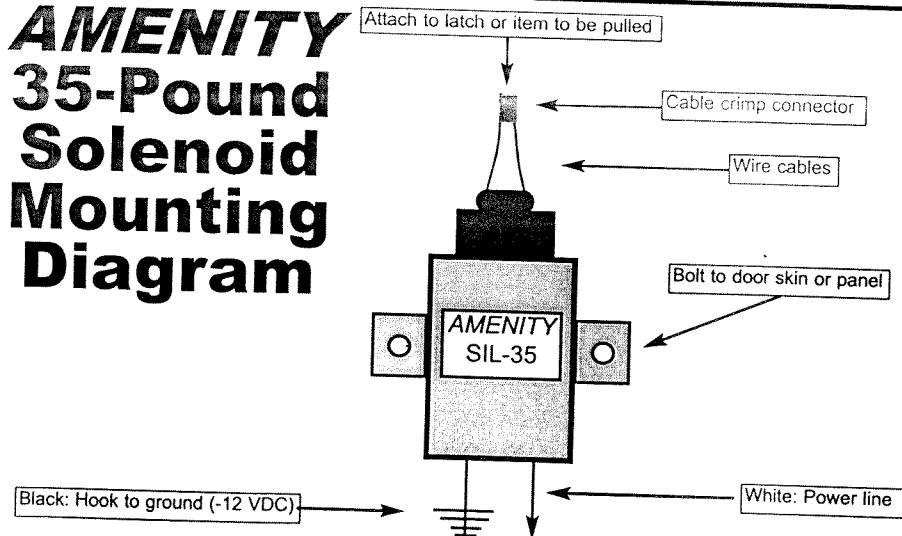 AMENITY
35-Pound
Solenoid
Mounting
Diagram
Attach to latch or item to be pulled
Cable crimp connector
Wire cables
Bolt to door skin or panel
AMENITY
SIL-35
Black: Hook to ground (-12 VDC)
White: Power line